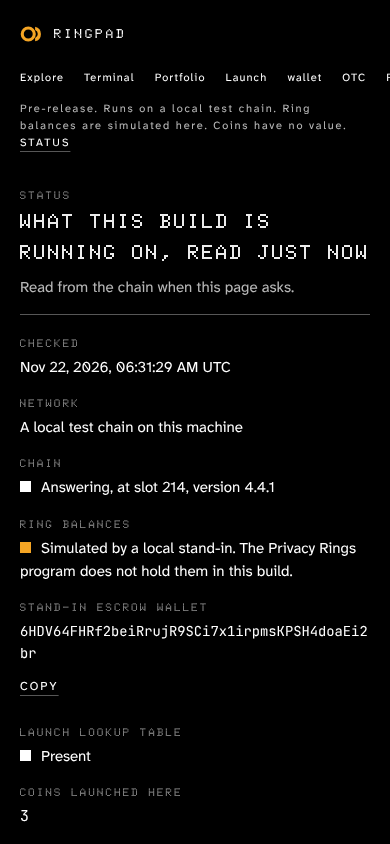 RINGPAD
Explore Terminal Portfolio Launch wallet OTC
Pre-release. Runs on a local test chain. Ring
balances are simulated here. Coins have no value.
STATUS
STATUS
WHAT THIS BUILD IS
RUNNING ON, READ JUST NOW
Read from the chain when this page asks.
CHECKED
Nov 22, 2026, 06:31:29 AM UTC
NETWORK
A local test chain on this machine
CHAIN
Answering, at slot 214, version 4.4.1
RING BALANCES
Simulated by a local stand-in. The Privacy Rings
program does not hold them in this build.
STAND-IN ESCROW WALLET
6HDV64FHRf2beiRrujR9SCi7x1irpmsKPSH4doaEi2
br
COPY
LAUNCH LOOKUP TABLE
Present
COINS LAUNCHED HERE
3